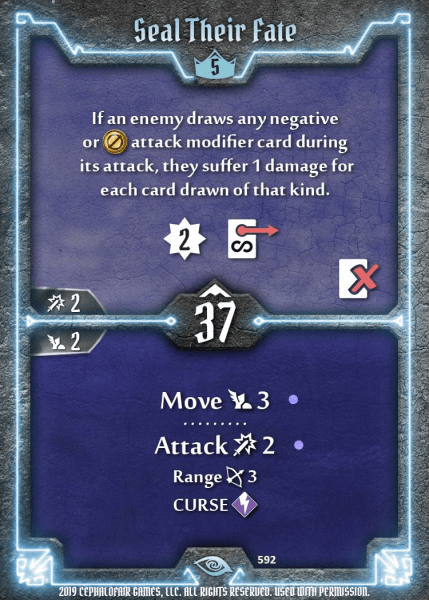 Seal Their Fate
5
If an enemy draws any negative
or attack modifier card during
its attack, they suffer 1 damage for
each card drawn of that kind.
2
2
37
2
Move 3
Attack 2
Range 3
CURSE
592
2019 CEPHALOFAIR GAMES, LLC. ALL RIGHTS RESERVED. USED WITH PERMISSION.